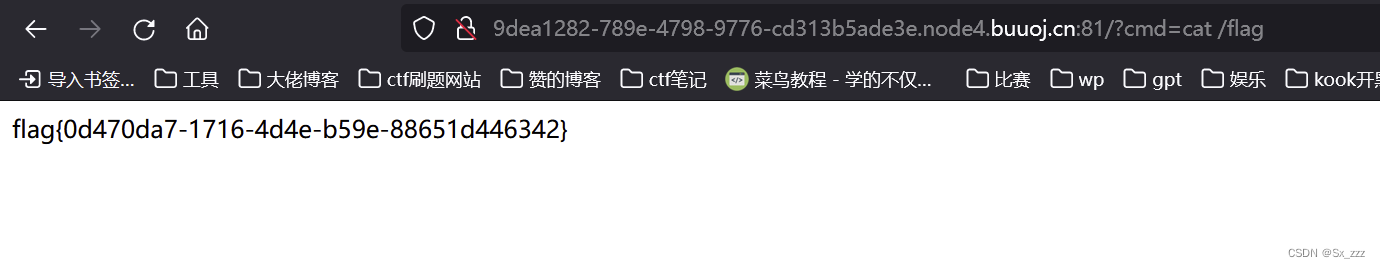 9dea1282-789e-4798-9776-cd313b5ade3e.node4.buuoj.cn:81/?cmd=cat /flag
导入书签... 工具 大佬博客 ctf刷题网站 赞的博客 ctf笔记 菜鸟教程 - 学的不仅... 比赛 wp gpt 娱乐 kook开黑
flag{0d470da7-1716-4d4e-b59e-88651d446342}
CSDN @Sx_zzz